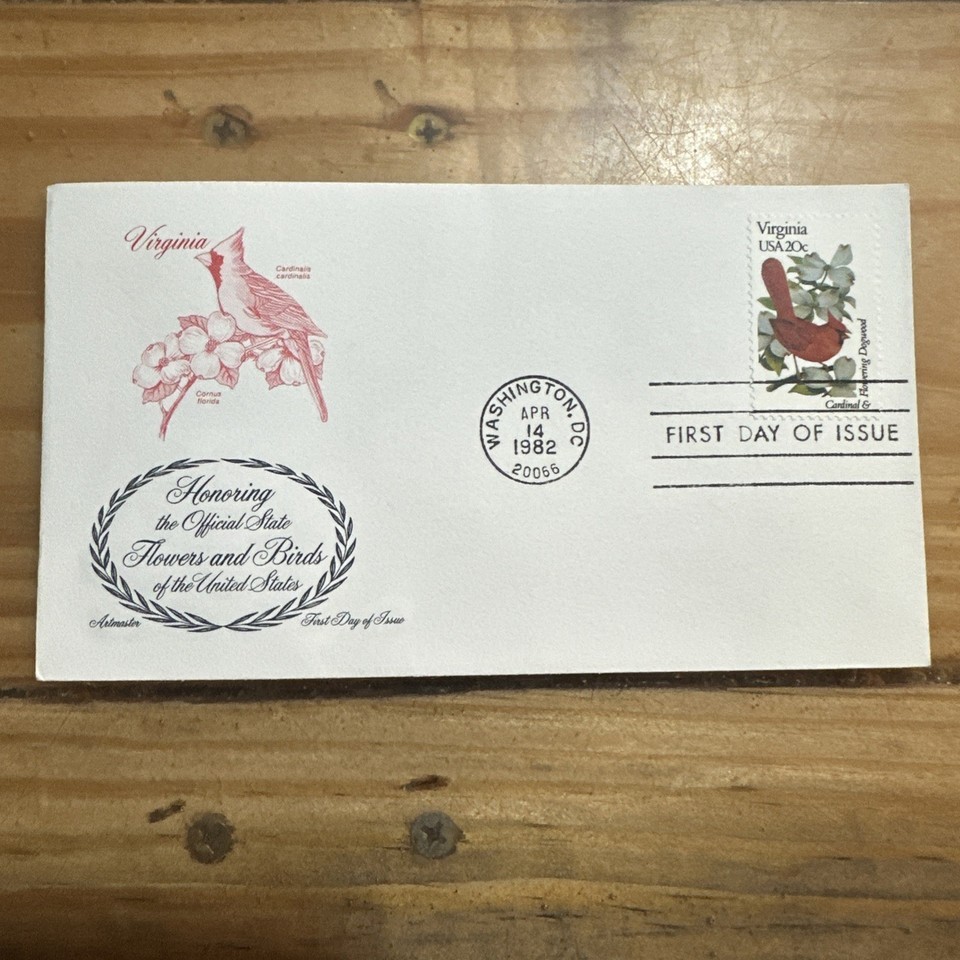 Virginia
Cardinalis
cardinalis
Cornus
florida
Honoring
the Official State
Flowers and Birds
of the United States
Artmaster
First Day of Issue
WASHINGTON, DC
APR
14
1982
20066
Virginia
USA 20c
Cardinal &
Flowering Dogwood
FIRST DAY OF ISSUE